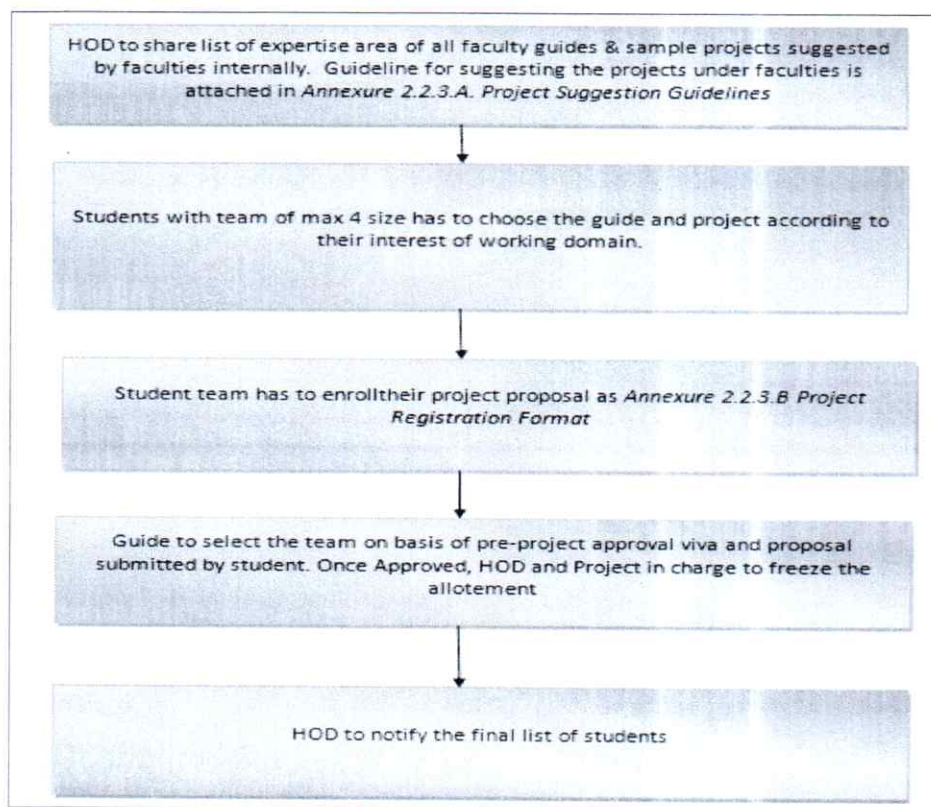 HOD to share list of expertise area of all faculty guides & sample projects suggested
by faculties internally. Guideline for suggesting the projects under faculties is
attached in Annexure 2.2.3.A. Project Suggestion Guidelines
Students with team of max 4 size has to choose the guide and project according to
their interest of working domain.
Student team has to enrolltheir project proposal as Annexure 2.2.3.B Project
Registration Format
Guide to select the team on basis of pre-project approval viva and proposal
submitted by student. Once Approved, HOD and Project in charge to freeze the
allotement
HOD to notify the final list of students